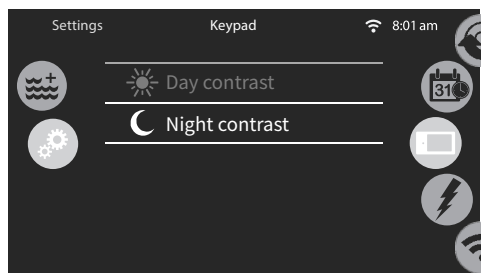 Settings
Keypad
8:01 am
Day contrast
31
Night contrast